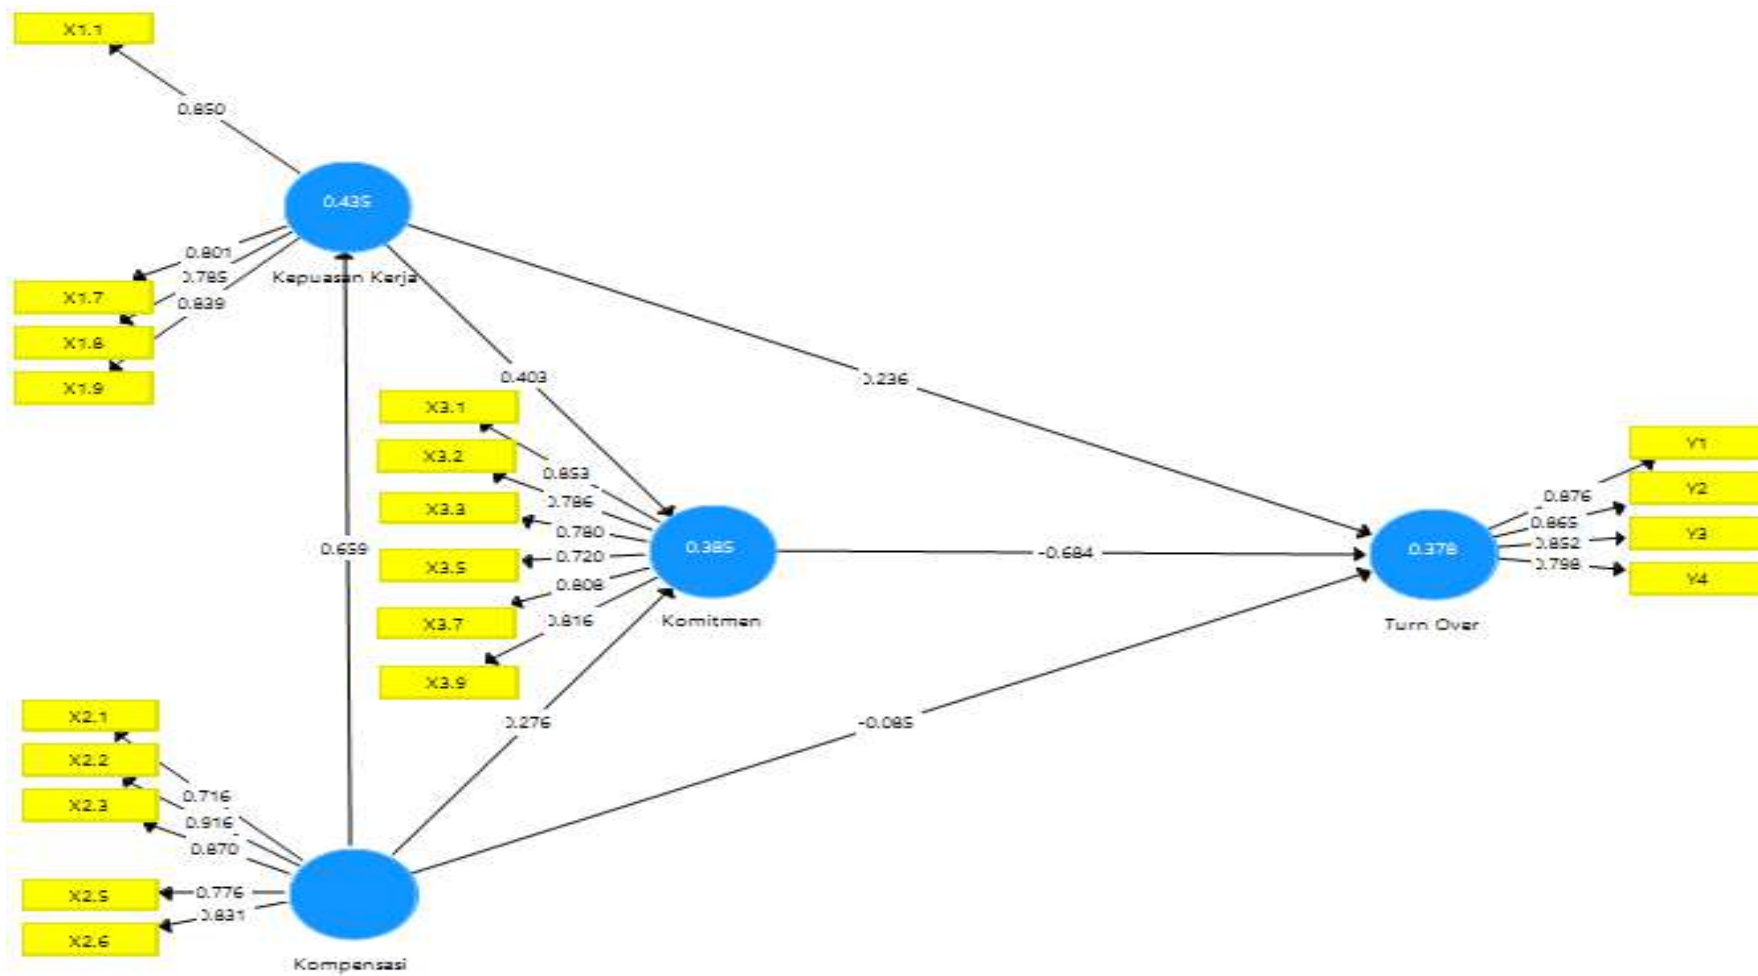 X1.1
0.850
0.435
0.801
Kepuasan Kerja
0.785
X1.7
0.839
X1.8
0.403
0.236
X1.9
X3.1
Y1
X3.2
0.853
0.876
Y2
0.786
X3.3
0.865
0.780
Y3
0.659
0.385
-0.684
0.378
0.852
0.720
X3.5
0.798
Y4
0.808
0.816
X3.7
Komitmen
Turn Over
X3.9
X2.1
0.276
-0.085
X2.2
0.716
X2.3
0.916
0.870
X2.5
0.776
0.831
X2.6
Kompensasi